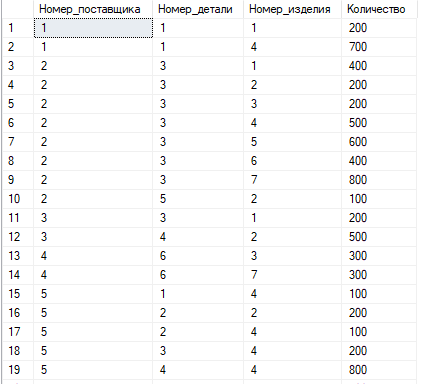 Номер_поставщика Номер_детали Номер_изделия Количество
1 1 1 1 200
2 1 1 4 700
3 2 3 1 400
4 2 3 2 200
5 2 3 3 200
6 2 3 4 500
7 2 3 5 600
8 2 3 6 400
9 2 3 7 800
10 2 5 2 100
11 3 3 1 200
12 3 4 2 500
13 4 6 3 300
14 4 6 7 300
15 5 1 4 100
16 5 2 2 200
17 5 2 4 100
18 5 3 4 200
19 5 4 4 800